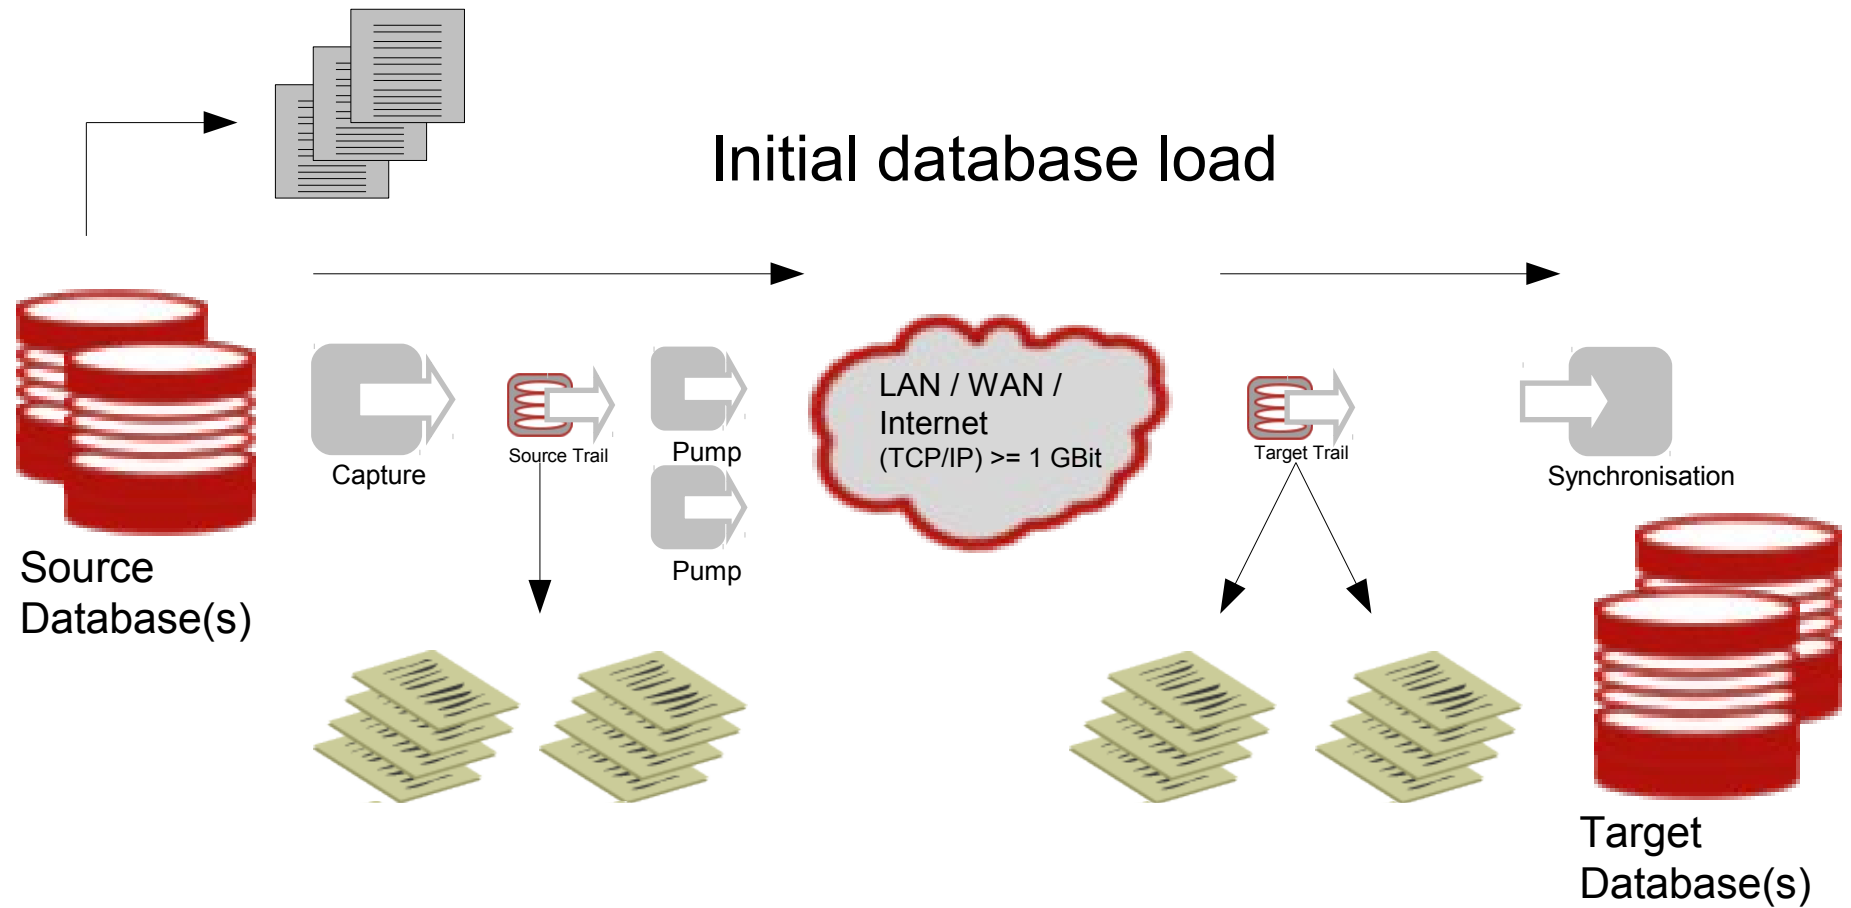 Initial database load
LAN / WAN /
Internet
(TCP/IP) >= 1 GBit
Capture
Source Trail
Pump
Pump
Target Trail
Synchronisation
Source
Database(s)
Target
Database(s)